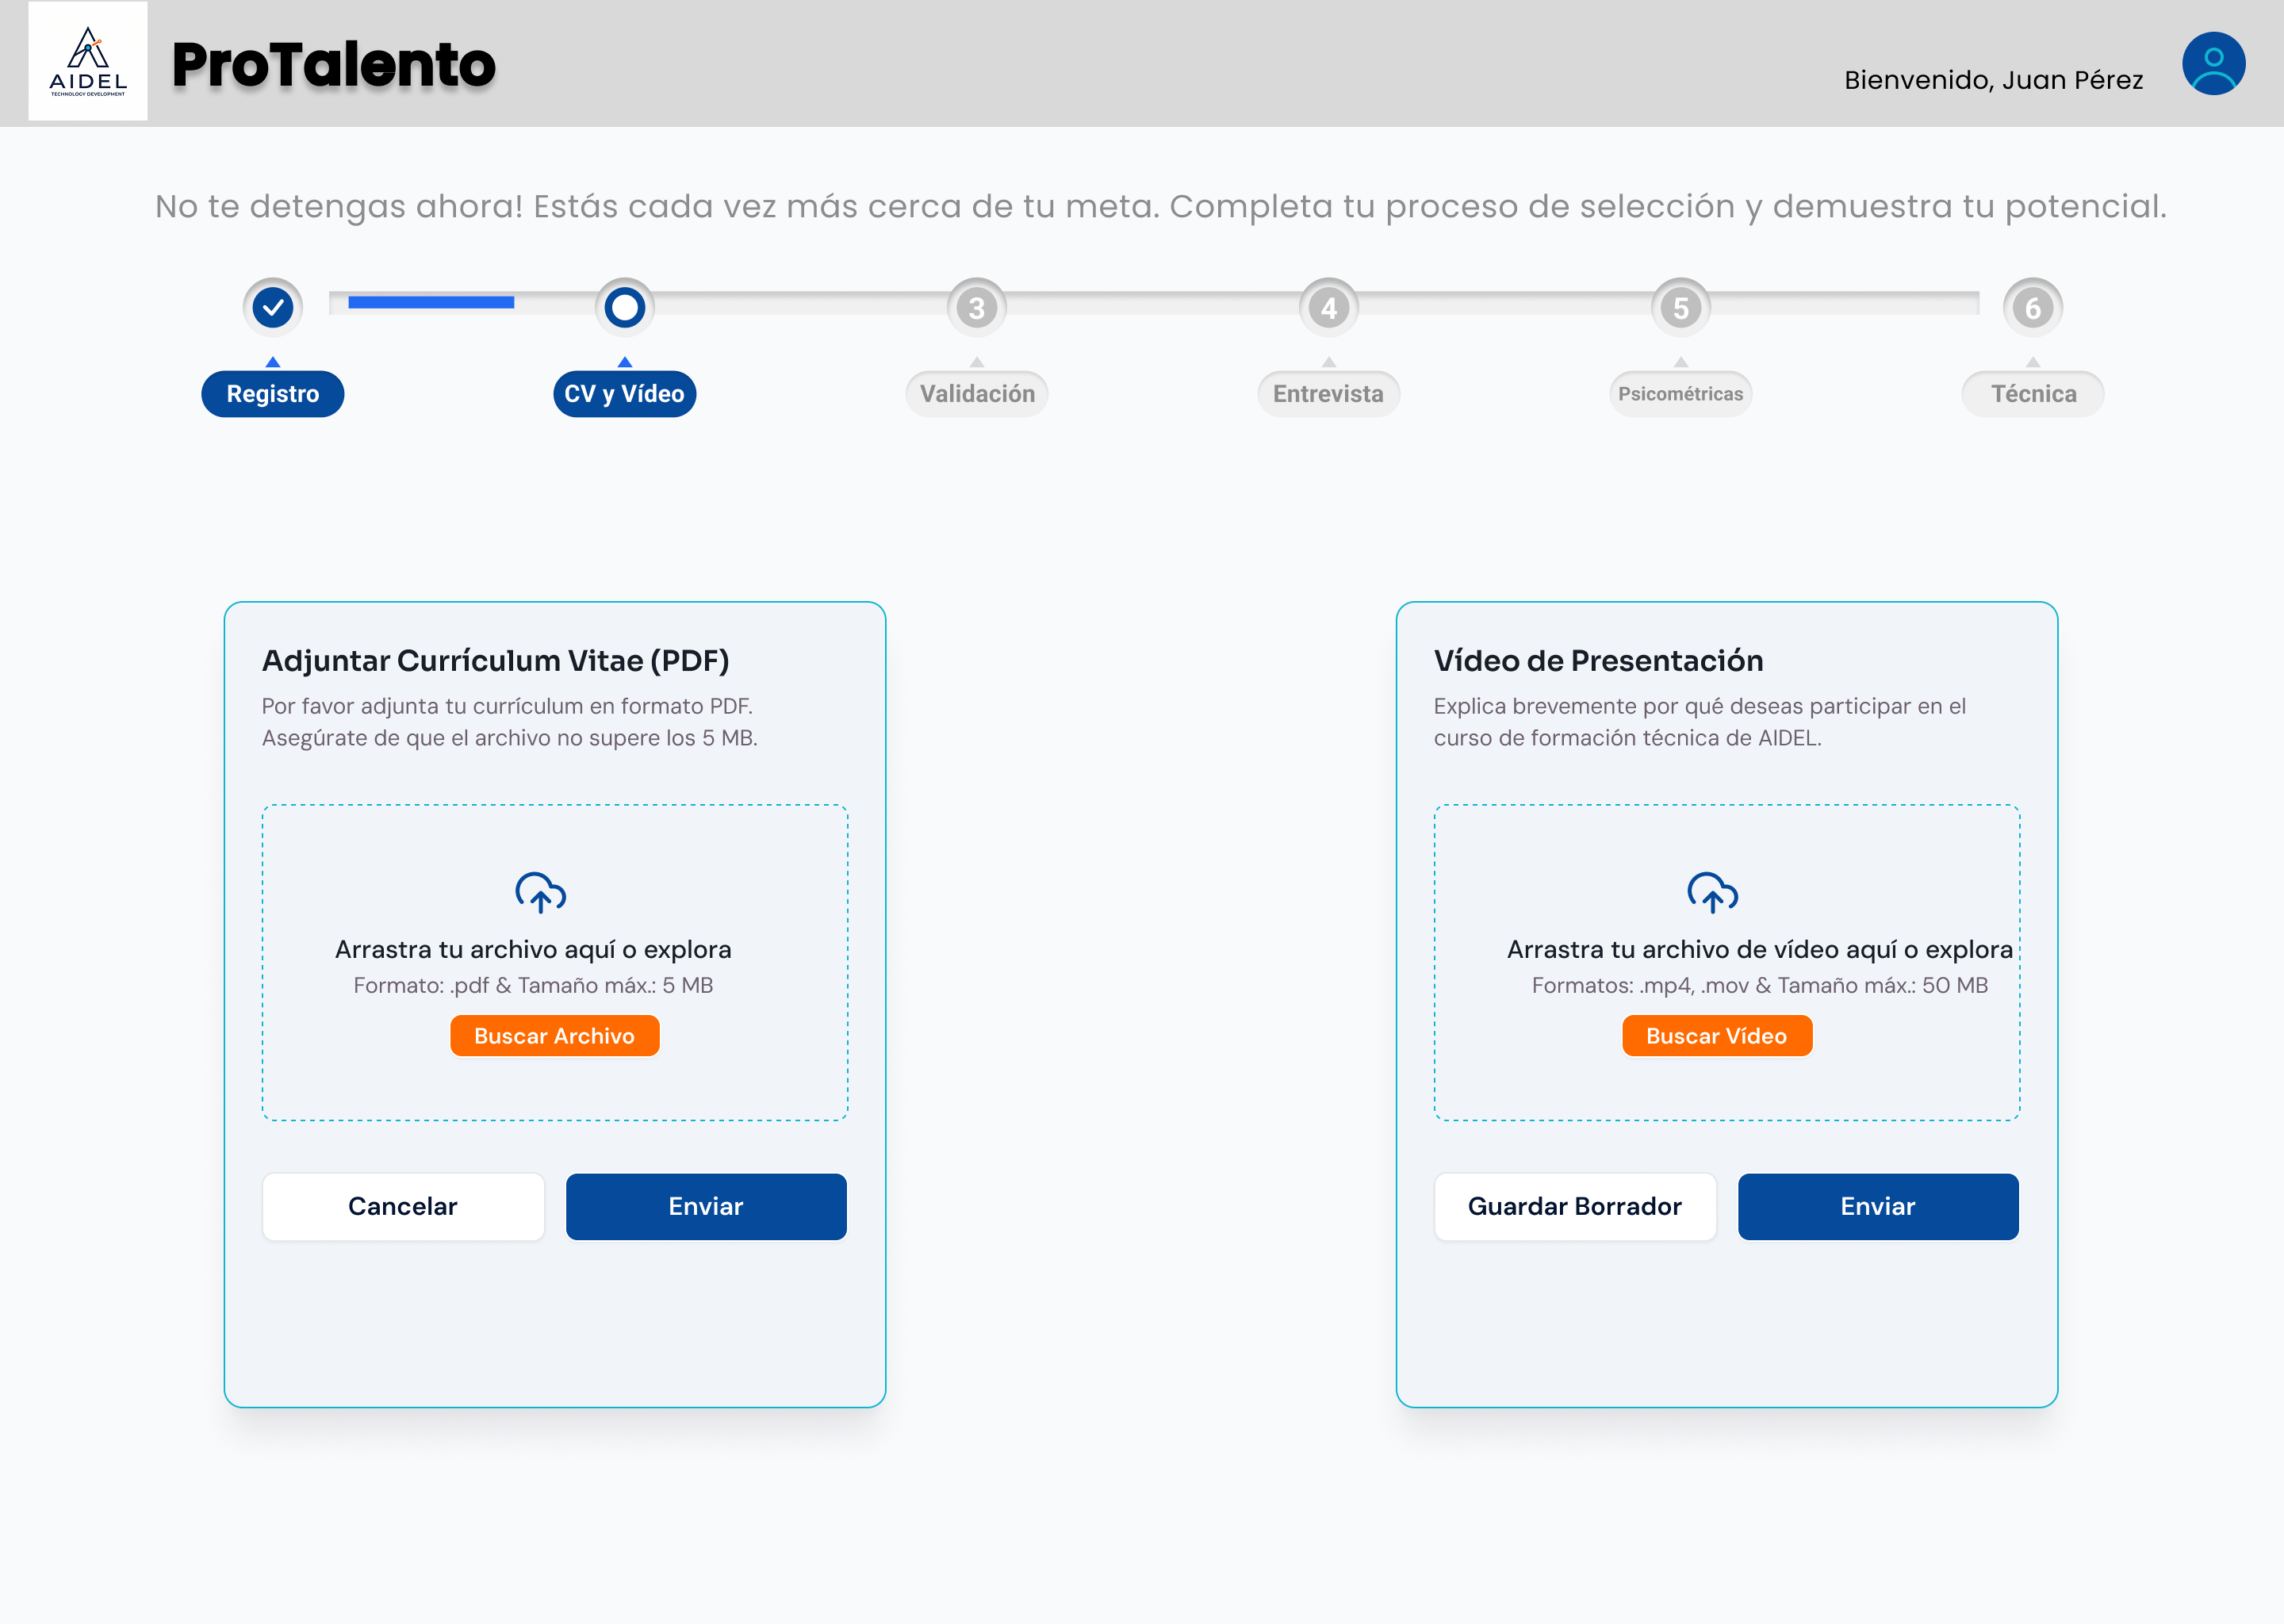 AIDEL
TECHNOLOGY DEVELOPMENT
ProTalento
Bienvenido, Juan Pérez
No te detengas ahora! Estás cada vez más cerca de tu meta. Completa tu proceso de selección y demuestra tu potencial.
3
4
5
6
Registro
CV y Vídeo
Validación
Entrevista
Psicométricas
Técnica
Adjuntar Currículum Vitae (PDF)
Por favor adjunta tu currículum en formato PDF.
Asegúrate de que el archivo no supere los 5 MB.
Arrastra tu archivo aquí o explora
Formato: .pdf & Tamaño máx.: 5 MB
Buscar Archivo
Cancelar
Enviar
Vídeo de Presentación
Explica brevemente por qué deseas participar en el
curso de formación técnica de AIDEL.
Arrastra tu archivo de vídeo aquí o explora
Formatos: .mp4, .mov & Tamaño máx.: 50 MB
Buscar Vídeo
Guardar Borrador
Enviar